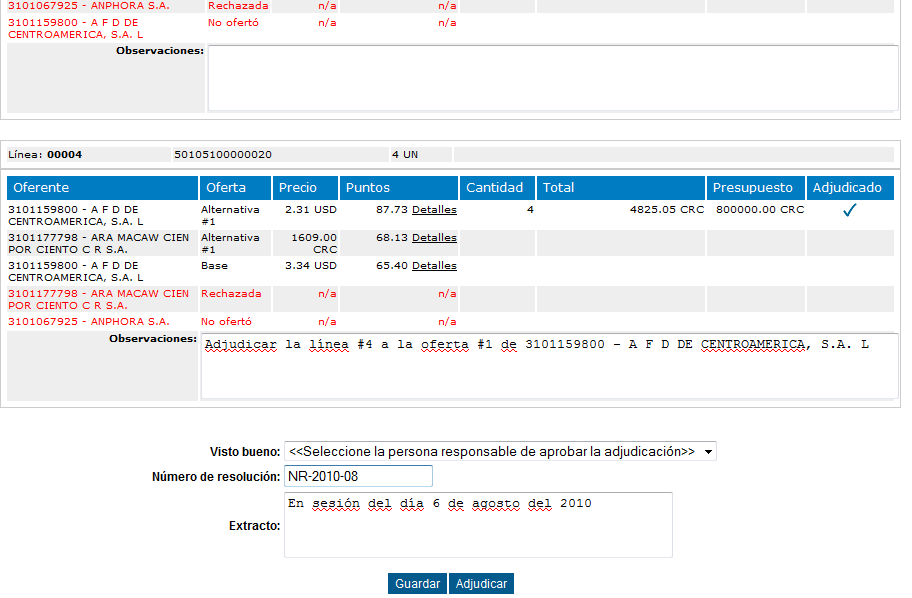 3101067925 - ANPHORA S.A. Rechazada n/a n/a
3101159800 - A F D DE No ofertó n/a n/a
CENTROAMERICA, S.A. L
Observaciones:
Línea: 00004 50105100000020 4 UN
Oferente Oferta Precio Puntos Cantidad Total Presupuesto Adjudicado
3101159800 - A F D DE Alternativa 2.31 USD 87.73 Detalles 4 4825.05 CRC 800000.00 CRC
CENTROAMERICA, S.A. L #1
3101177798 - ARA MACAW CIEN Alternativa 1609.00 68.13 Detalles
POR CIENTO C R S.A. #1 CRC
3101159800 - A F D DE Base 3.34 USD 65.40 Detalles
CENTROAMERICA, S.A. L
3101177798 - ARA MACAW CIEN Rechazada n/a n/a
POR CIENTO C R S.A.
3101067925 - ANPHORA S.A. No ofertó n/a n/a
Observaciones: Adjudicar la línea #4 a la oferta #1 de 3101159800 - A F D DE CENTROAMERICA, S.A. L
Visto bueno: <<Seleccione la persona responsable de aprobar la adjudicación>>
Número de resolución: NR-2010-08
En sesión del día 6 de agosto del 2010
Extracto:
Guardar Adjudicar